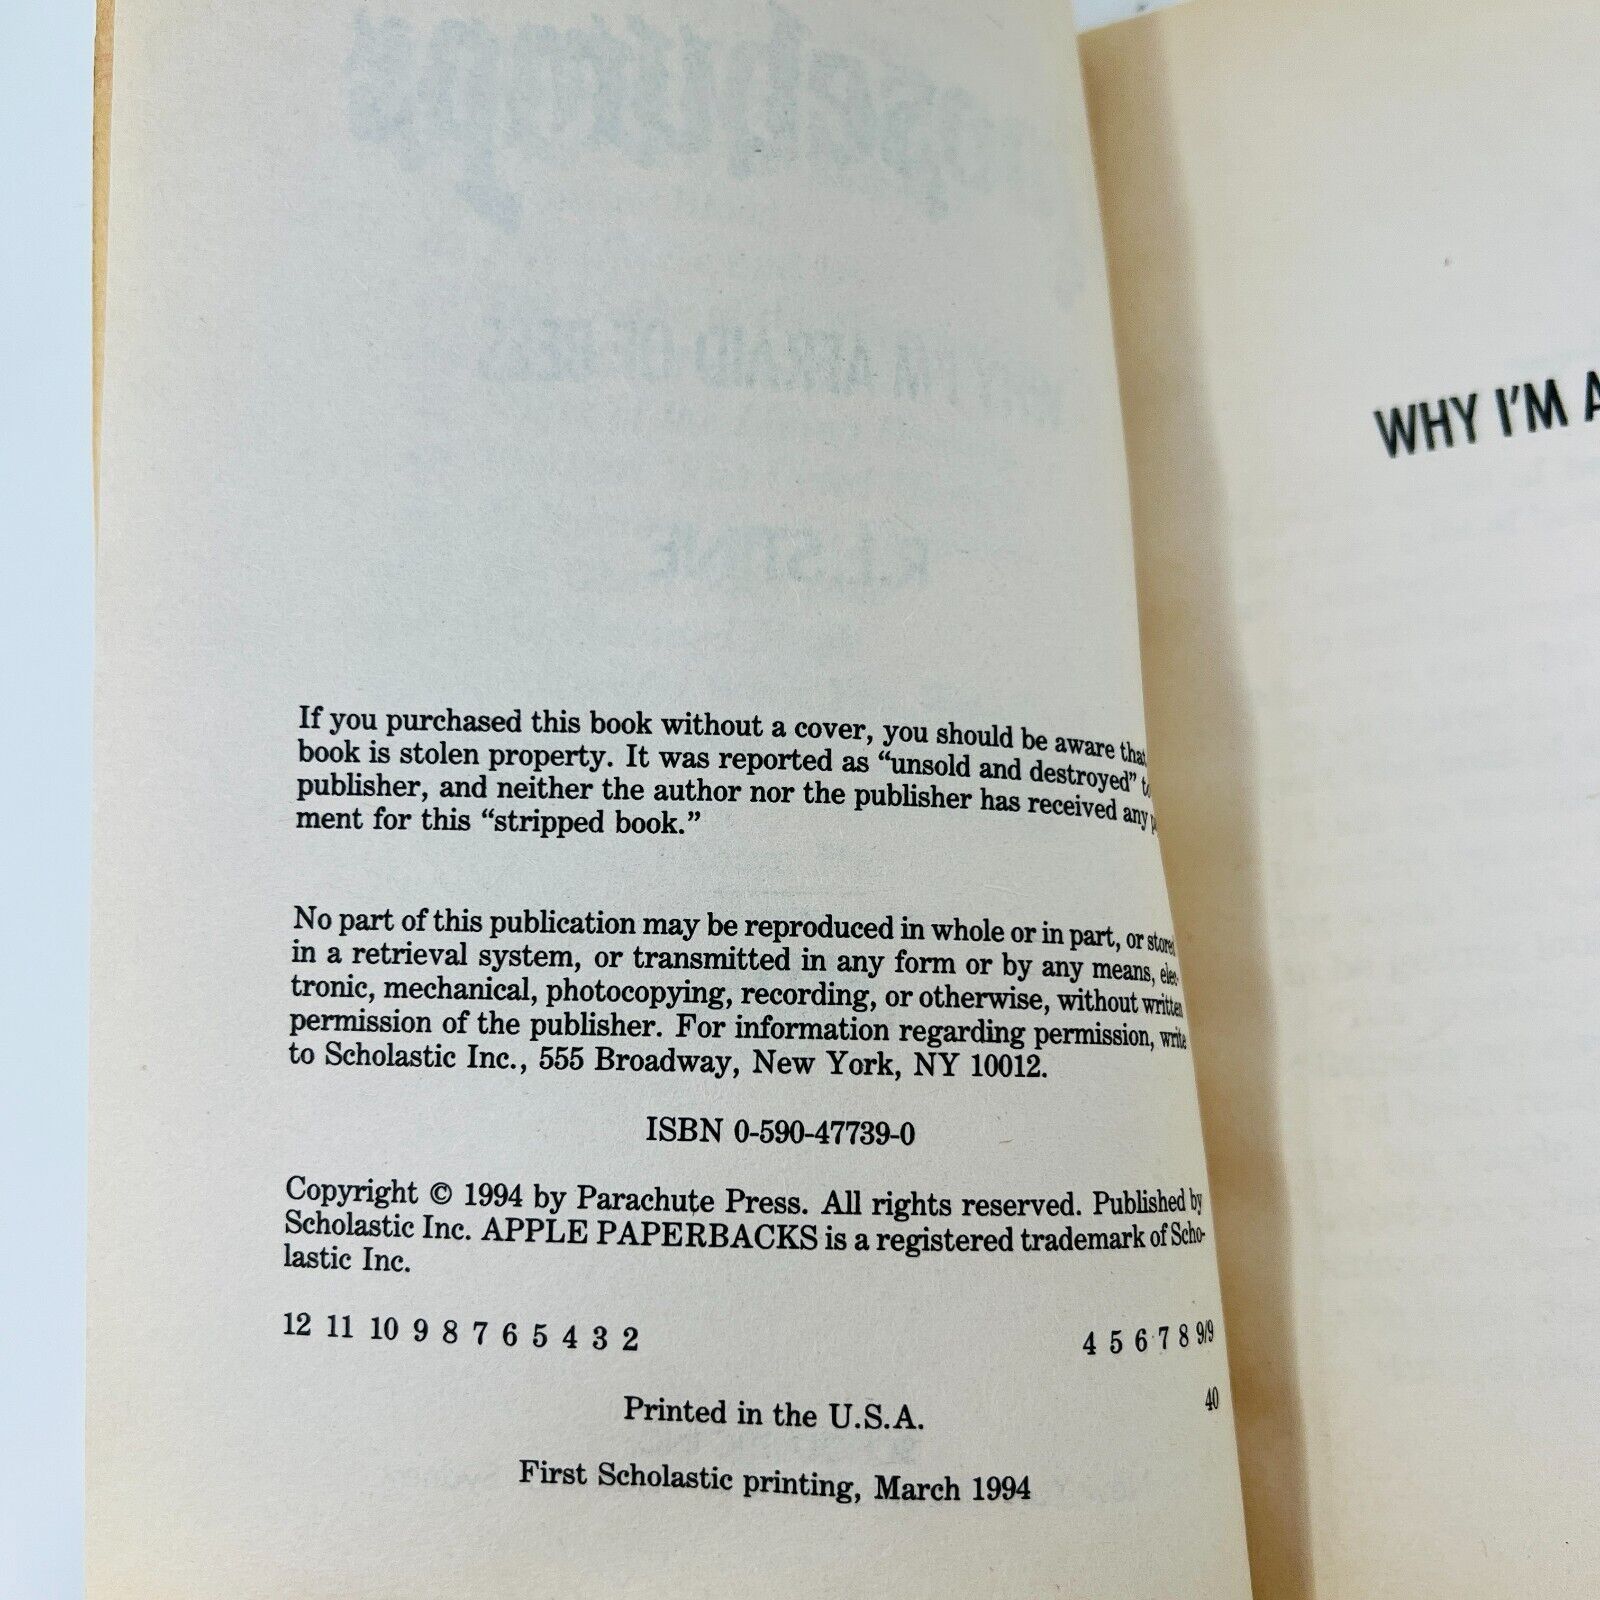 If you purchased this book without a cover, you should be aware that
book is stolen property. It was reported as “unsold and destroyed” to
publisher, and neither the author nor the publisher has received any
ment for this “stripped book.”
No part of this publication may be reproduced in whole or in part, or stored
in a retrieval system, or transmitted in any form or by any means, elec-
tronic, mechanical, photocopying, recording, or otherwise, without written
permission of the publisher. For information regarding permission, write
to Scholastic Inc., 555 Broadway, New York, NY 10012.
ISBN 0-590-47739-0
Copyright © 1994 by Parachute Press. All rights reserved. Published by
Scholastic Inc. APPLE PAPERBACKS is a registered trademark of Scho-
lastic Inc.
12 11 10 9 8 7 6 5 4 3 2 4 5 6 7 8 9/9
40
Printed in the U.S.A.
First Scholastic printing, March 1994
WHY I'M A